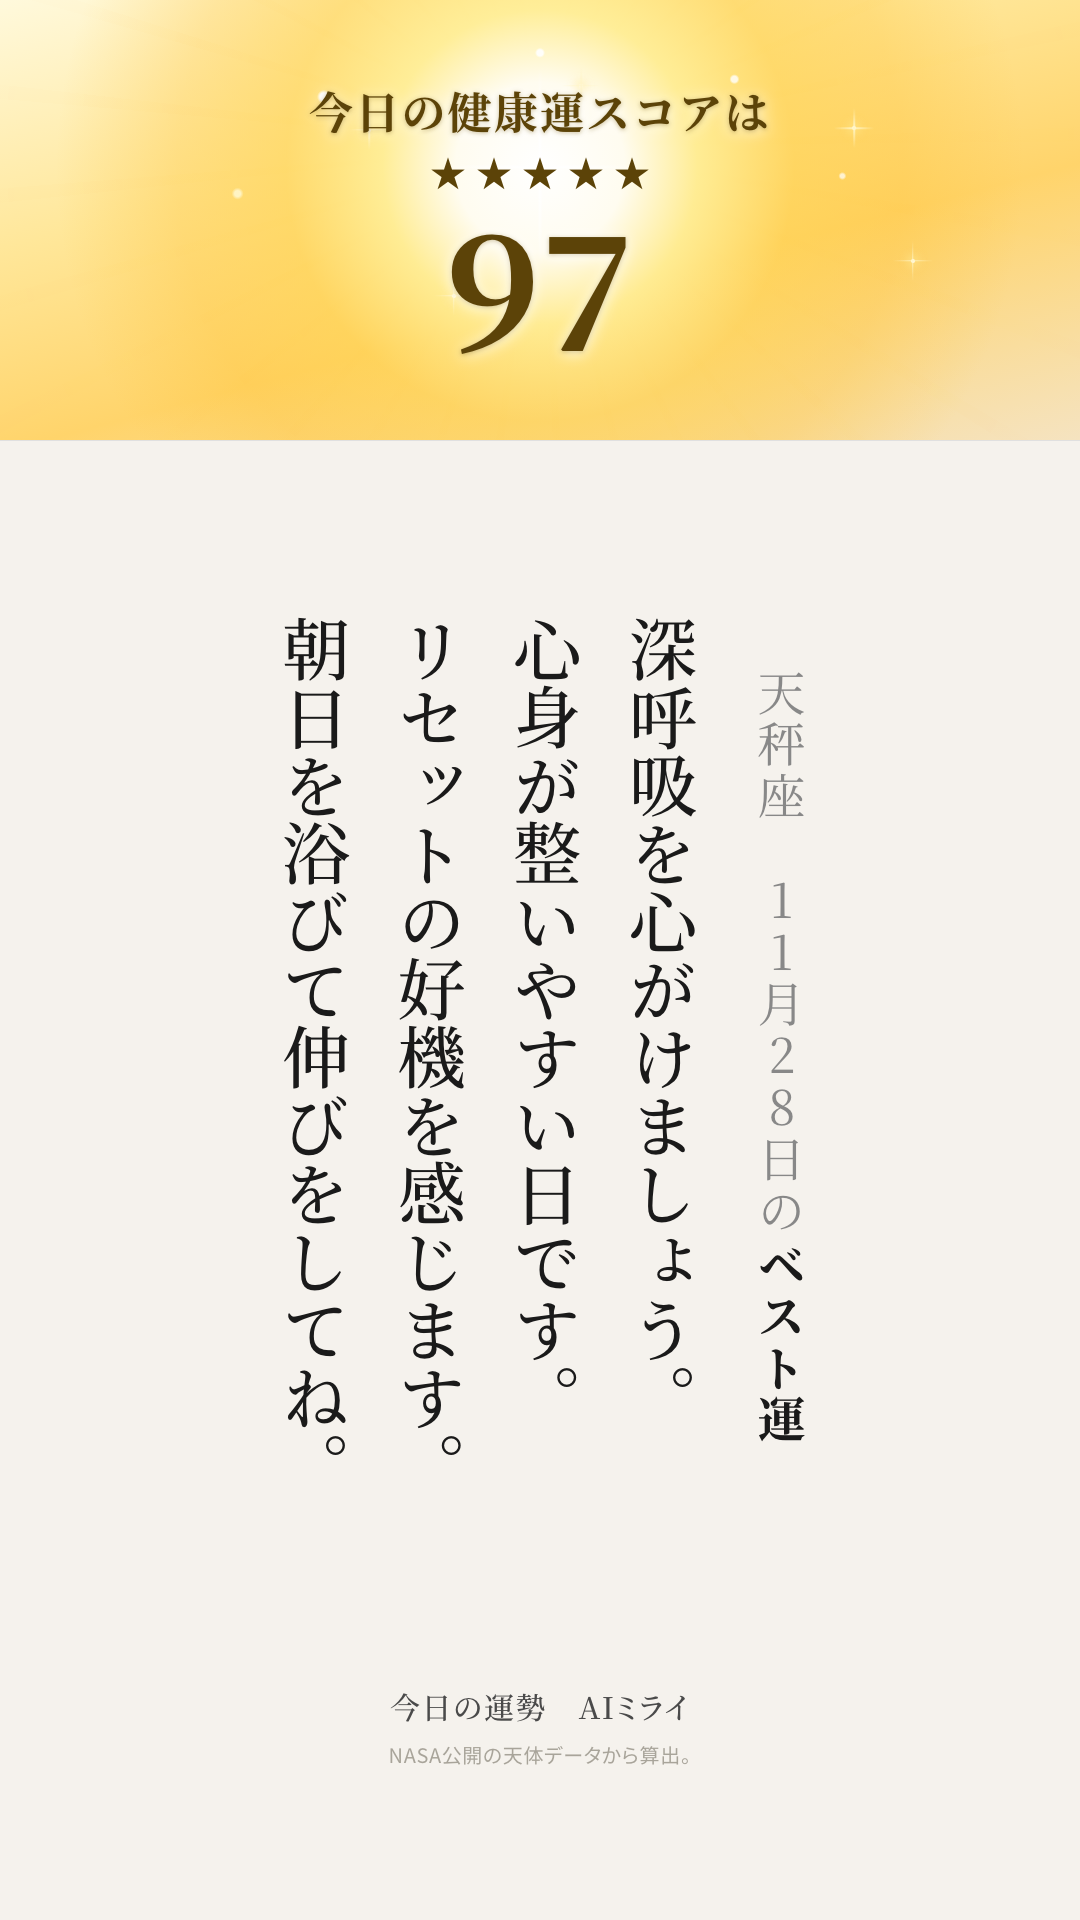 今日の健康運スコアは
★★★★★
97
天秤座　11月28日のベスト運
深呼吸を心がけましょう。
心身が整いやすい日です。
リセットの好機を感じます。
朝日を浴びて伸びをしてね。
今日の運勢　AIミライ
NASA公開の天体データから算出。